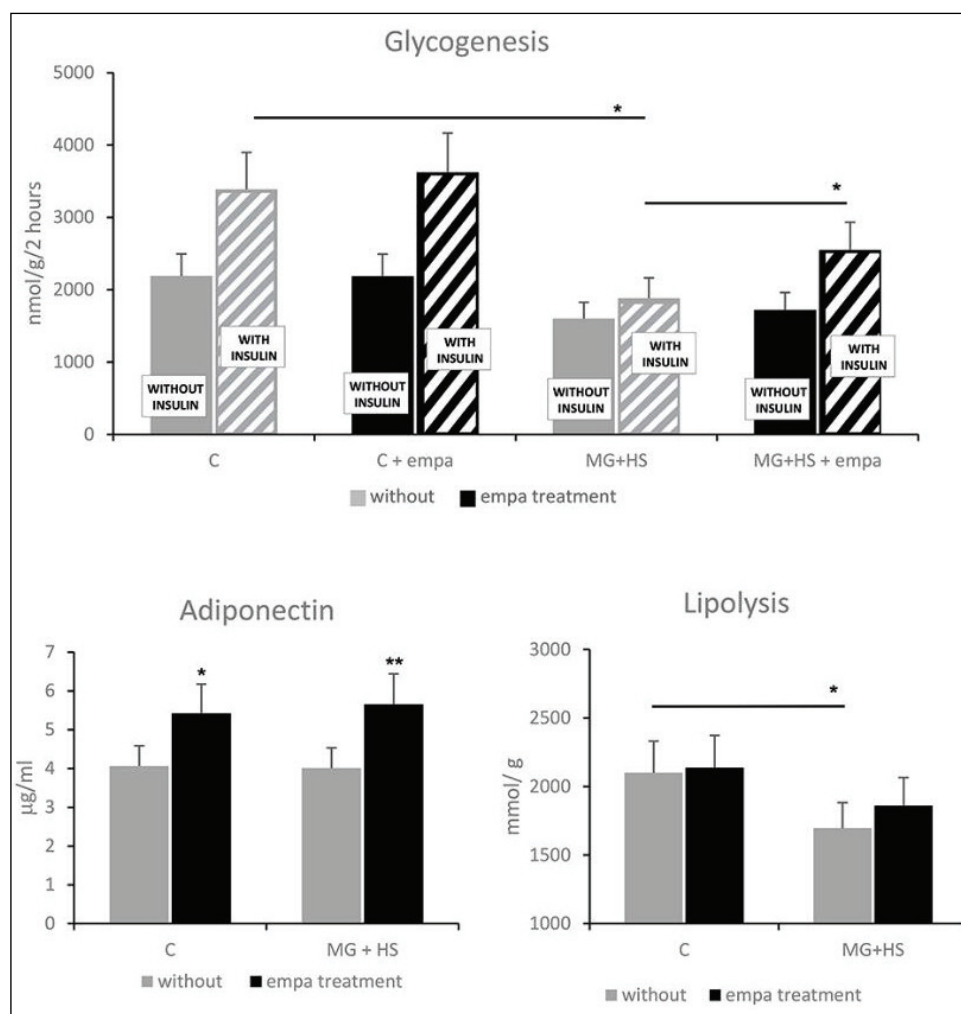 Glycogenesis
5000
4000
3000
2000
1000
0
nmol/g/2 hours
*
*
WITHOUT
INSULIN
WITH
INSULIN
WITHOUT
INSULIN
WITH
INSULIN
WITHOUT
INSULIN
WITH
INSULIN
WITHOUT
INSULIN
WITH
INSULIN
C
C + empa
MG+HS
MG+HS + empa
without
empa treatment
Adiponectin
7
6
5
4
3
2
1
0
µg/ml
*
**
C
MG + HS
without
empa treatment
Lipolysis
3000
2500
2000
1500
1000
mmol/ g
*
C
MG+HS
without
empa treatment